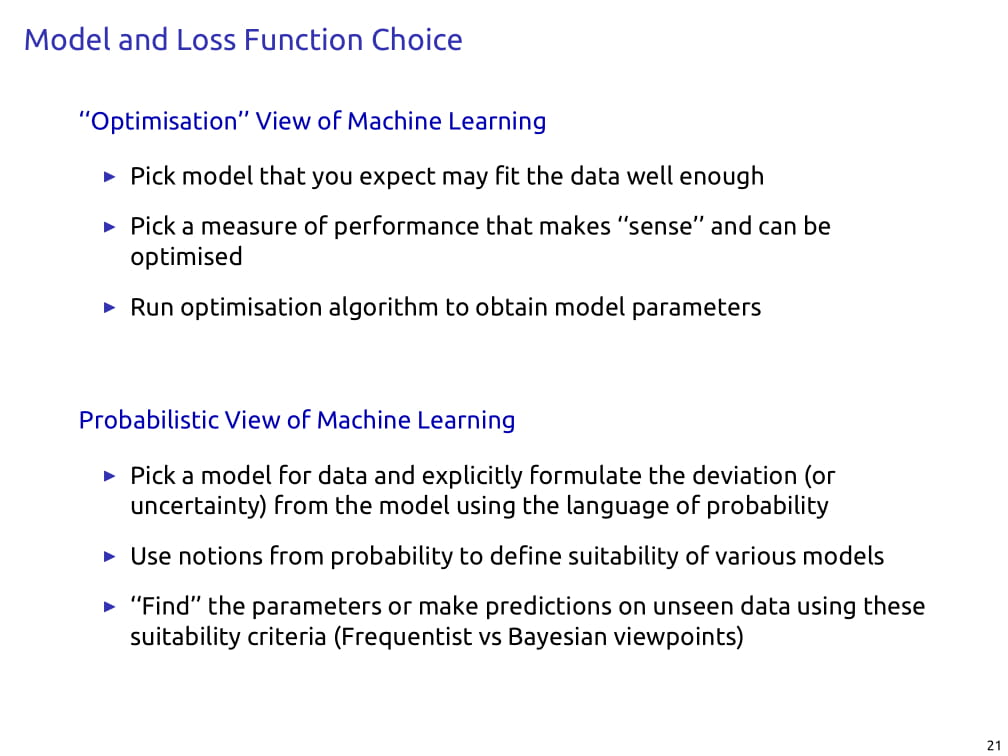 Model and Loss Function Choice
“Optimisation” View of Machine Learning
▶ Pick model that you expect may fit the data well enough
▶ Pick a measure of performance that makes “sense” and can be
optimised
▶ Run optimisation algorithm to obtain model parameters
Probabilistic View of Machine Learning
▶ Pick a model for data and explicitly formulate the deviation (or
uncertainty) from the model using the language of probability
▶ Use notions from probability to define suitability of various models
▶ “Find” the parameters or make predictions on unseen data using these
suitability criteria (Frequentist vs Bayesian viewpoints)
21